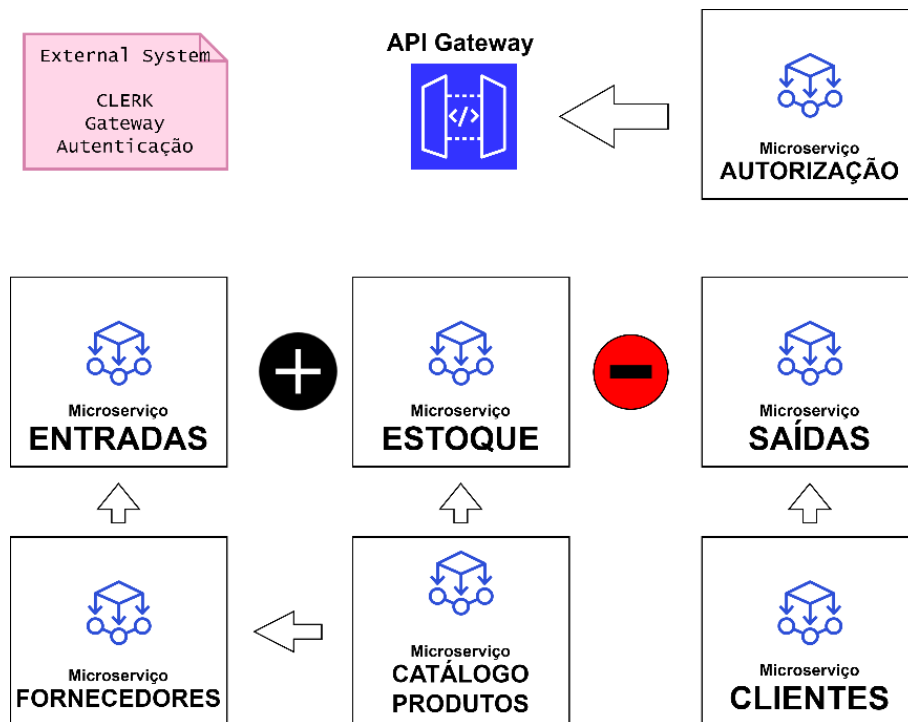 External System
CLERK
Gateway
Autenticação
API Gateway
</>
Microserviço
AUTORIZAÇÃO
Microserviço
ENTRADAS
Microserviço
ESTOQUE
Microserviço
SAÍDAS
Microserviço
FORNECEDORES
Microserviço
CATÁLOGO
PRODUTOS
Microserviço
CLIENTES